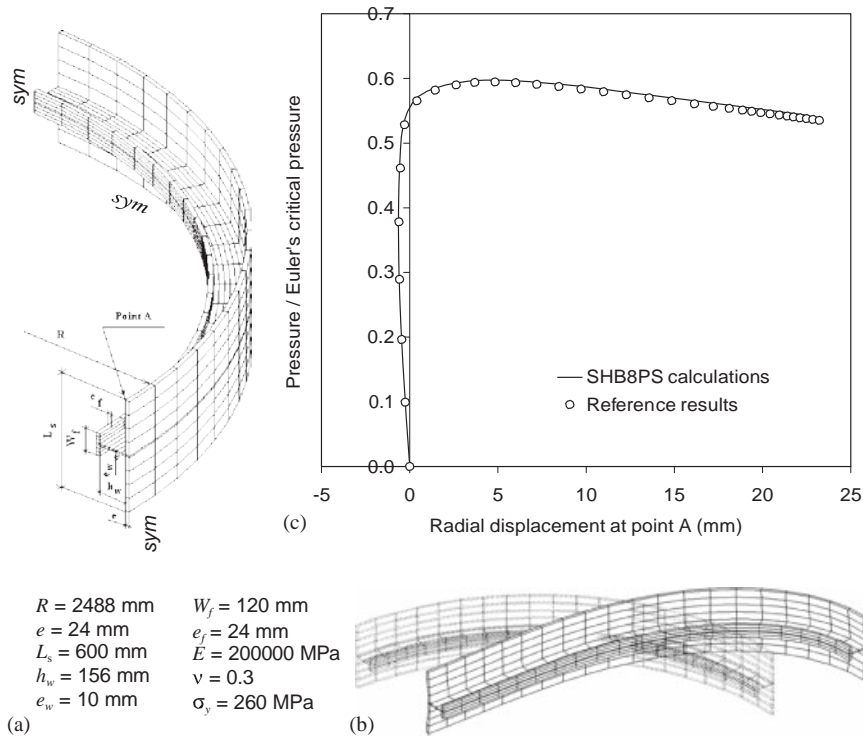 sym
sym
Point A
R
e_f
L_s
W_f
e_w
h_w
e
sym
0.7
0.6
0.5
0.4
0.3
0.2
0.1
0.0
-5 0 5 10 15 20 25
Pressure / Euler's critical pressure
Radial displacement at point A (mm)
SHB8PS calculations
Reference results
(c)
R = 2488 mm
e = 24 mm
L_s = 600 mm
h_w = 156 mm
e_w = 10 mm
W_f = 120 mm
e_f = 24 mm
E = 200000 MPa
ν = 0.3
σ_y = 260 MPa
(a)
(b)